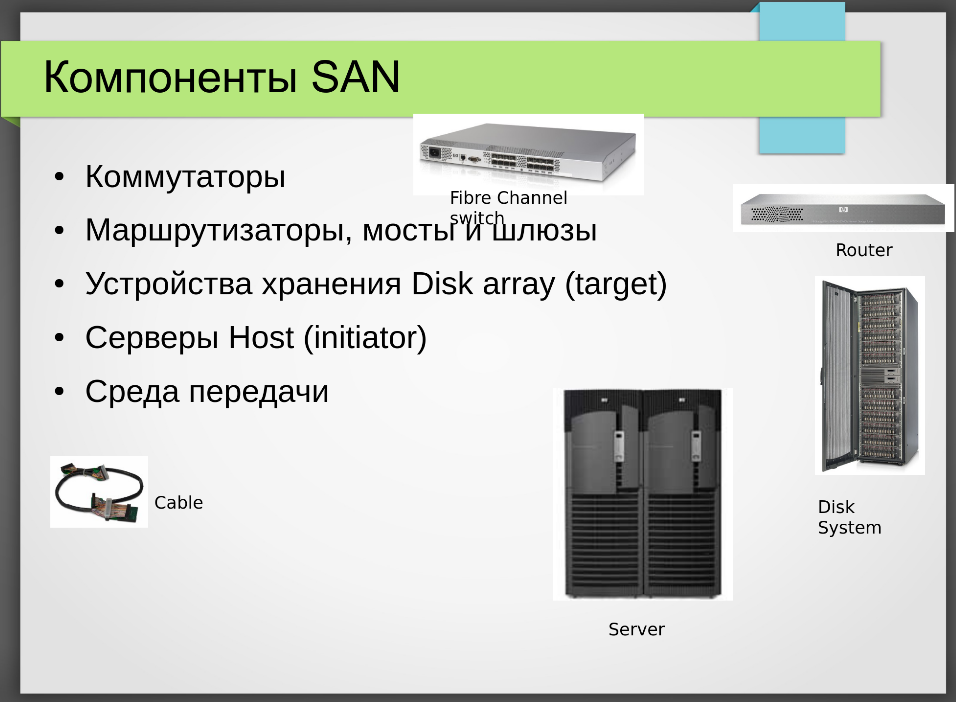 Компоненты SAN
Fibre Channel
switch
Router
• Коммутаторы
• Маршрутизаторы, мосты и шлюзы
• Устройства хранения Disk array (target)
• Серверы Host (initiator)
• Среда передачи
Cable
Disk
System
Server